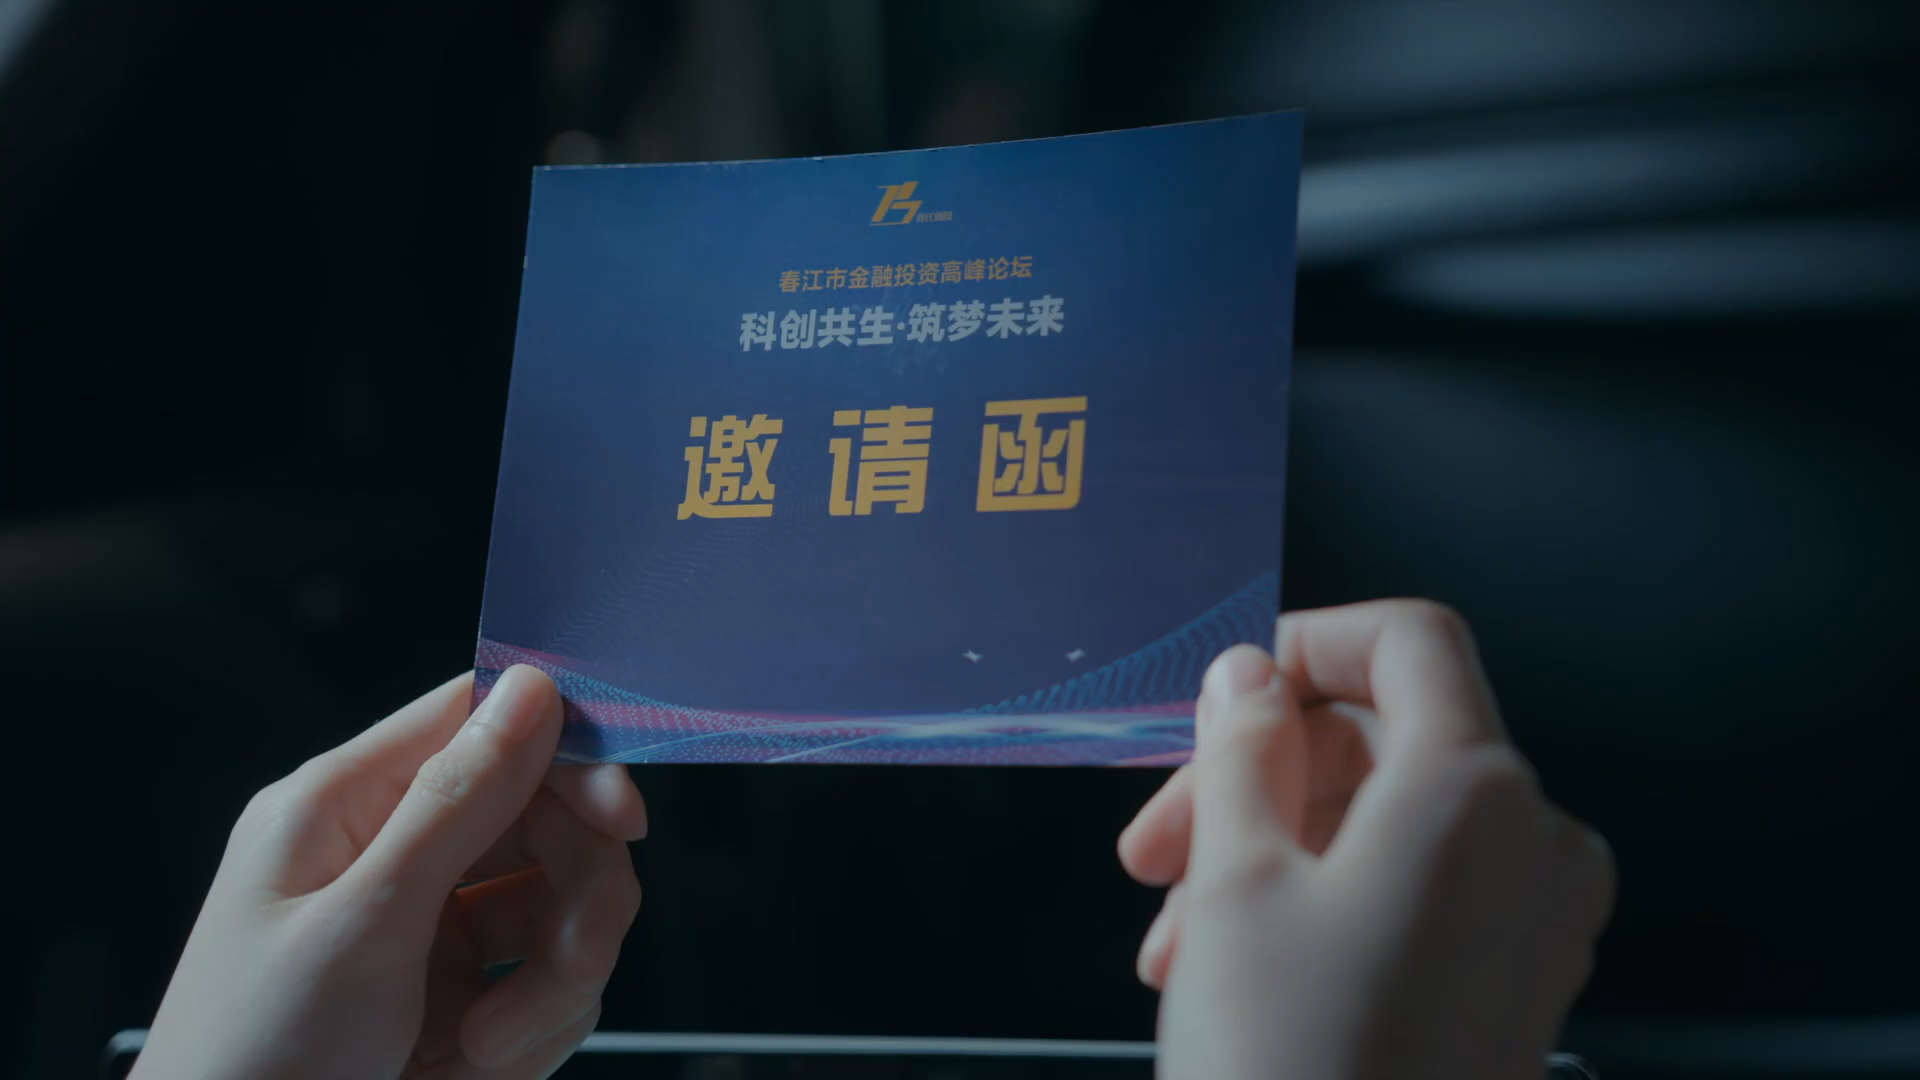 春江市金融投资高峰论坛
科创共生·筑梦未来
邀请函